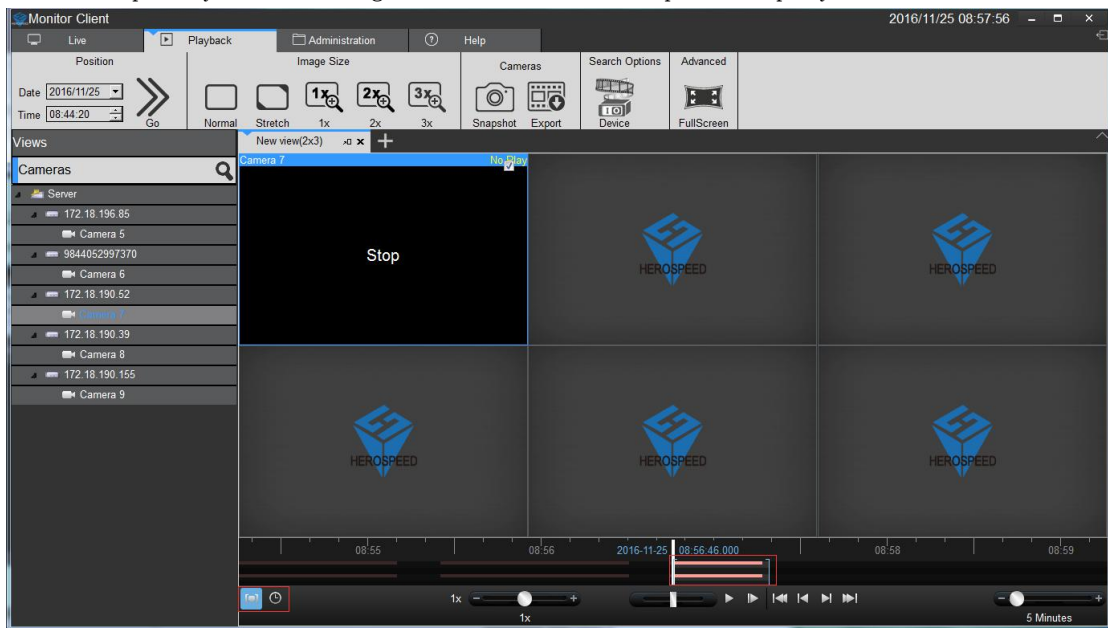 Monitor Client
2016/11/25 08:57:56
Live
Playback
Administration
Help
Position
Image Size
Cameras
Search Options
Advanced
Date 2016/11/25
Time 08:44:20
Go
1x
2x
3x
Normal
Stretch
1x
2x
3x
Snapshot
Export
Device
FullScreen
Views
New view(2x3)
Cameras
Camera 7
No Play
Server
172.18.196.85
Camera 5
9844052997370
Stop
Camera 6
172.18.190.52
Camera 7
172.18.190.39
Camera 8
172.18.190.155
Camera 9
HEROSPEED
HEROSPEED
HEROSPEED
HEROSPEED
HEROSPEED
08:55
08:56
2016-11-25 08:56:46.000
08:58
08:59
1x
1x
5 Minutes